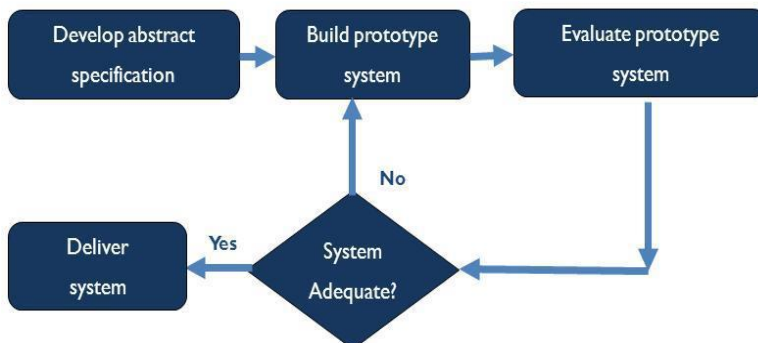 Develop abstract
specification
Build prototype
system
Evaluate prototype
system
No
Yes
System
Adequate?
Deliver
system